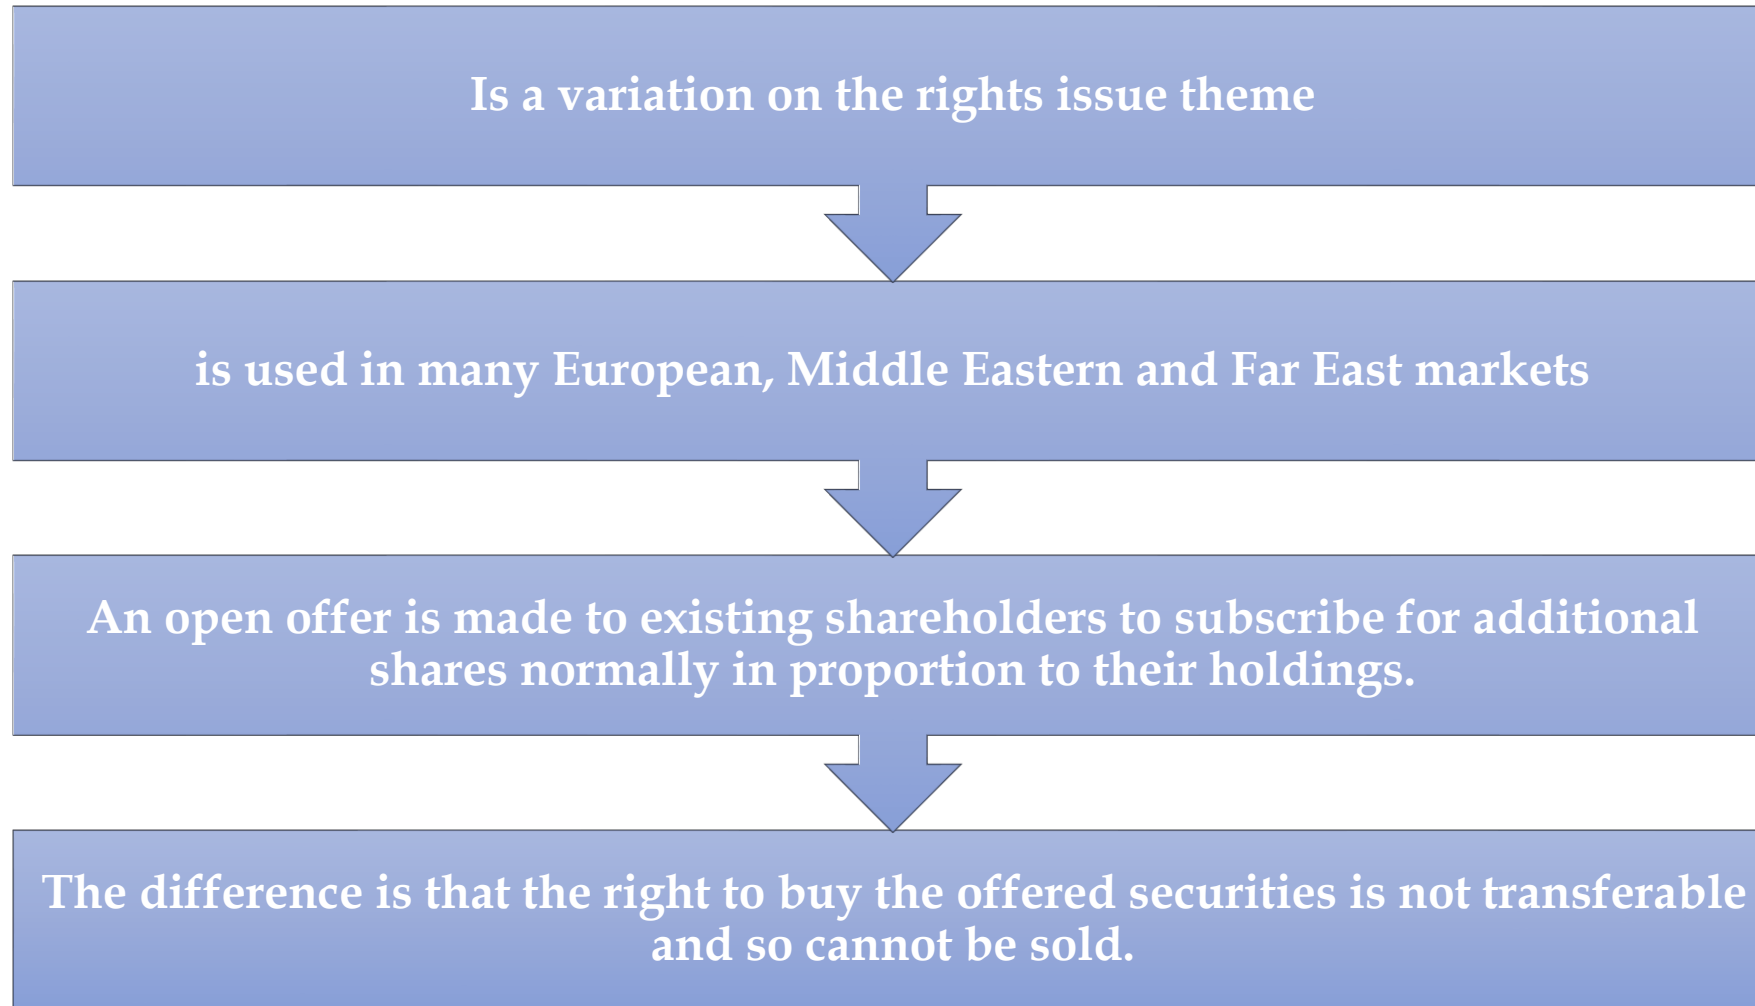 Is a variation on the rights issue theme
is used in many European, Middle Eastern and Far East markets
An open offer is made to existing shareholders to subscribe for additional
shares normally in proportion to their holdings.
The difference is that the right to buy the offered securities is not transferable
and so cannot be sold.